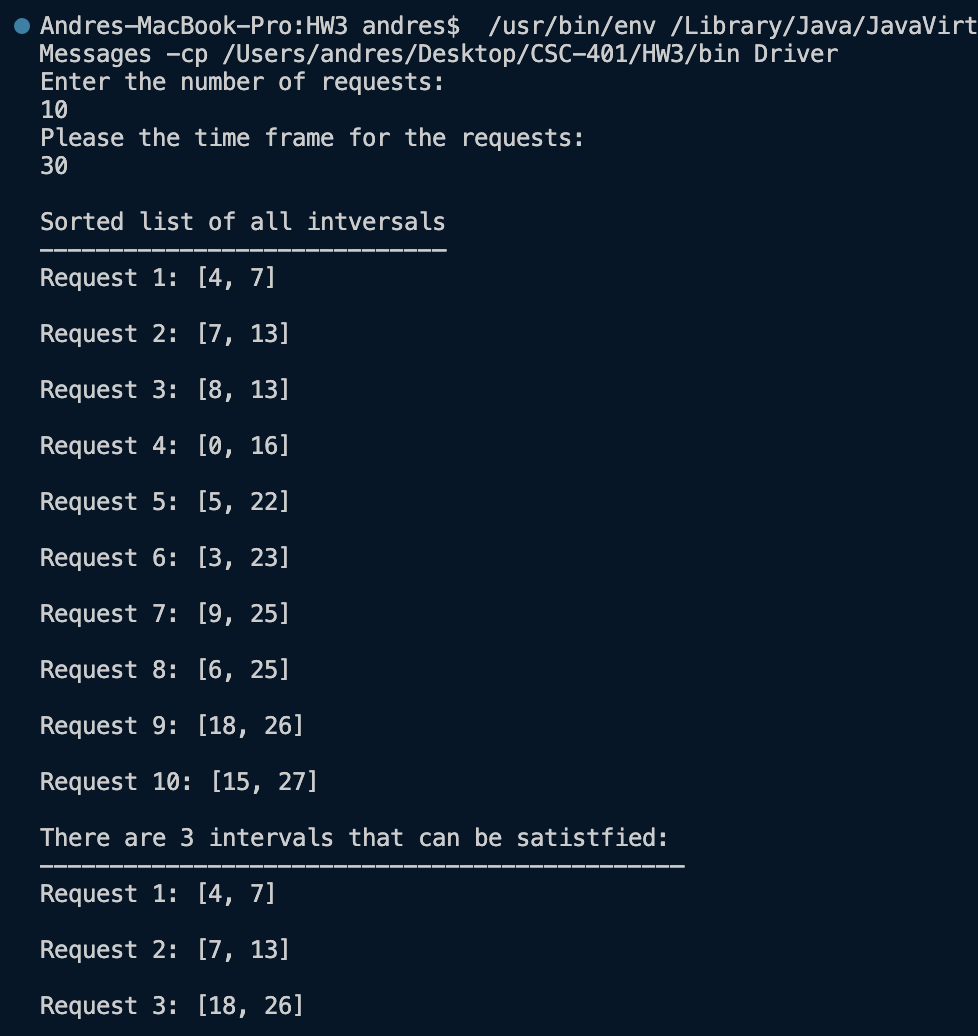 Andres-MacBook-Pro:HW3 andres$  /usr/bin/env /Library/Java/JavaVirt
Messages -cp /Users/andres/Desktop/CSC-401/HW3/bin Driver
Enter the number of requests:
10
Please the time frame for the requests:
30
Sorted list of all intversals
-----------------------------
Request 1: [4, 7]
Request 2: [7, 13]
Request 3: [8, 13]
Request 4: [0, 16]
Request 5: [5, 22]
Request 6: [3, 23]
Request 7: [9, 25]
Request 8: [6, 25]
Request 9: [18, 26]
Request 10: [15, 27]
There are 3 intervals that can be satistfied:
----------------------------------------------
Request 1: [4, 7]
Request 2: [7, 13]
Request 3: [18, 26]